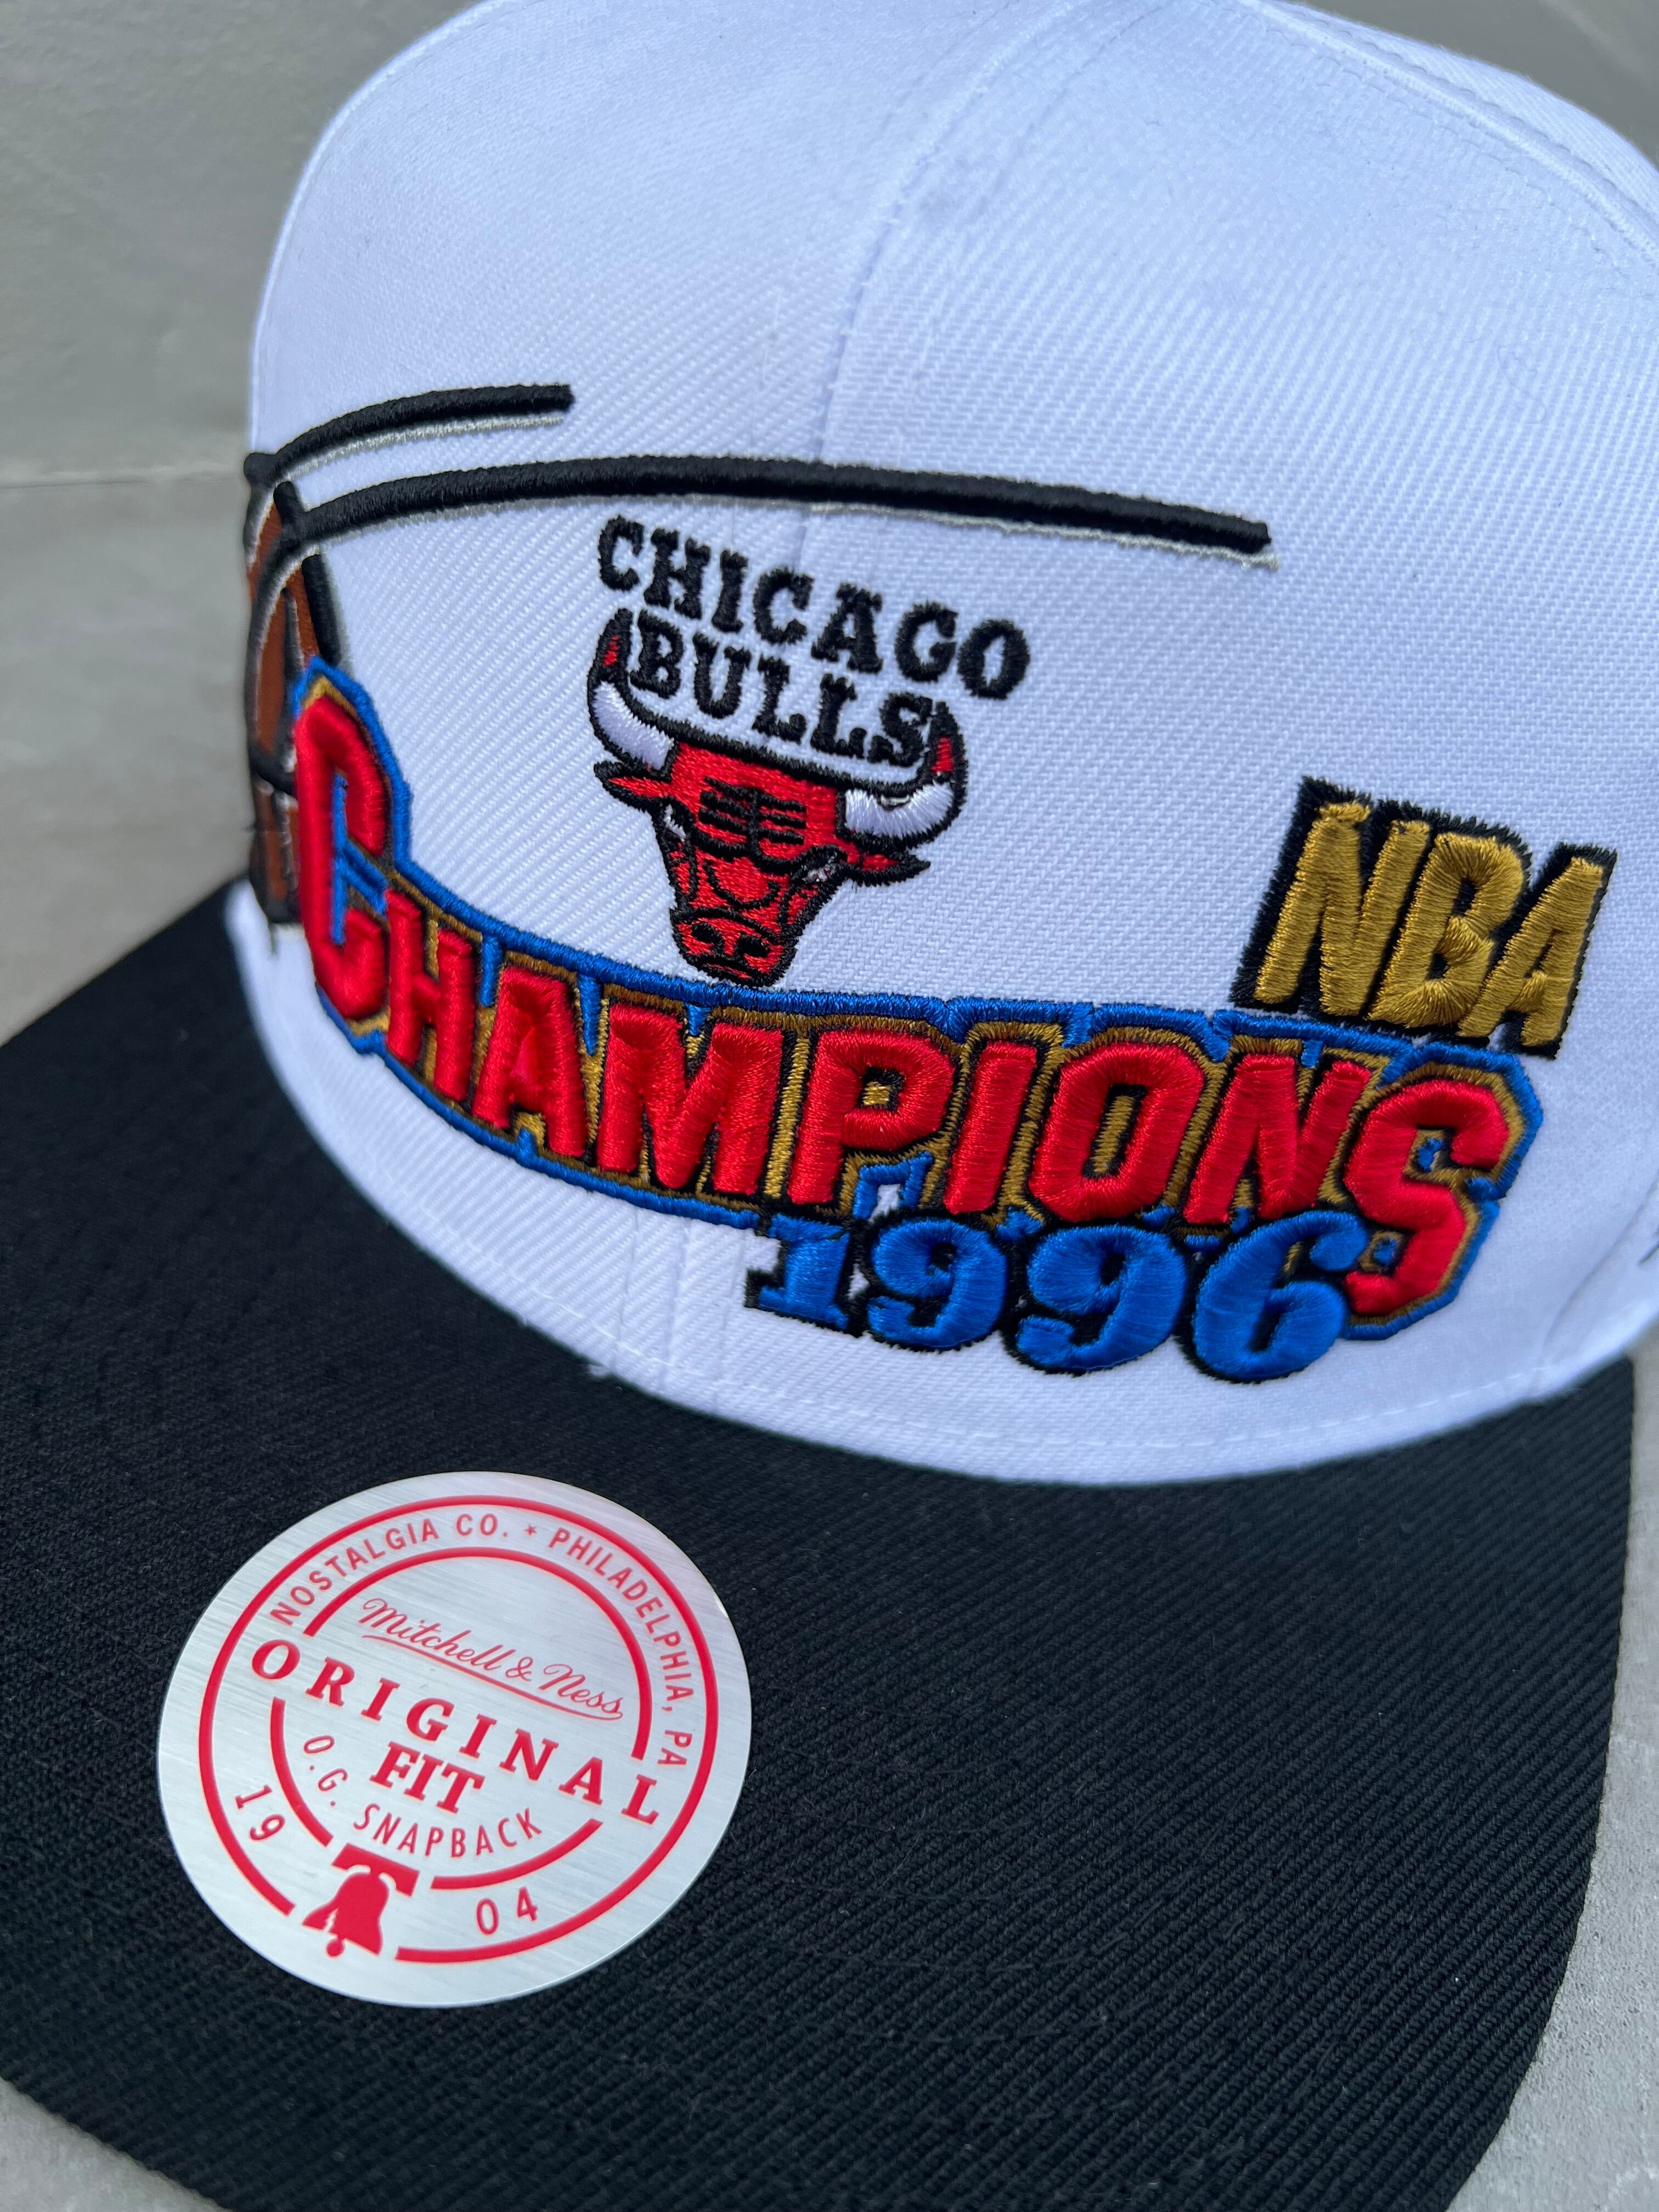 CHICAGO
BULLS
NBA
CHAMPIONS
1996
NOSTALGIA CO. ★ PHILADELPHIA, PA
Mitchell & Ness
ORIGINAL
FIT
O.G. SNAPBACK
19 04